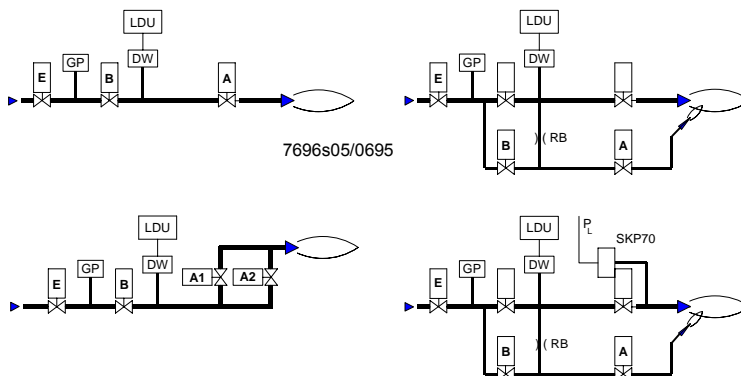 LDU
GP
B
DW
E
A
7696s05/0695
LDU
GP
DW
E
B
) ( RB
A
LDU
DW
A1
A2
GP
E
B
LDU
P
L
SKP70
GP
DW
E
B
) ( RB
A